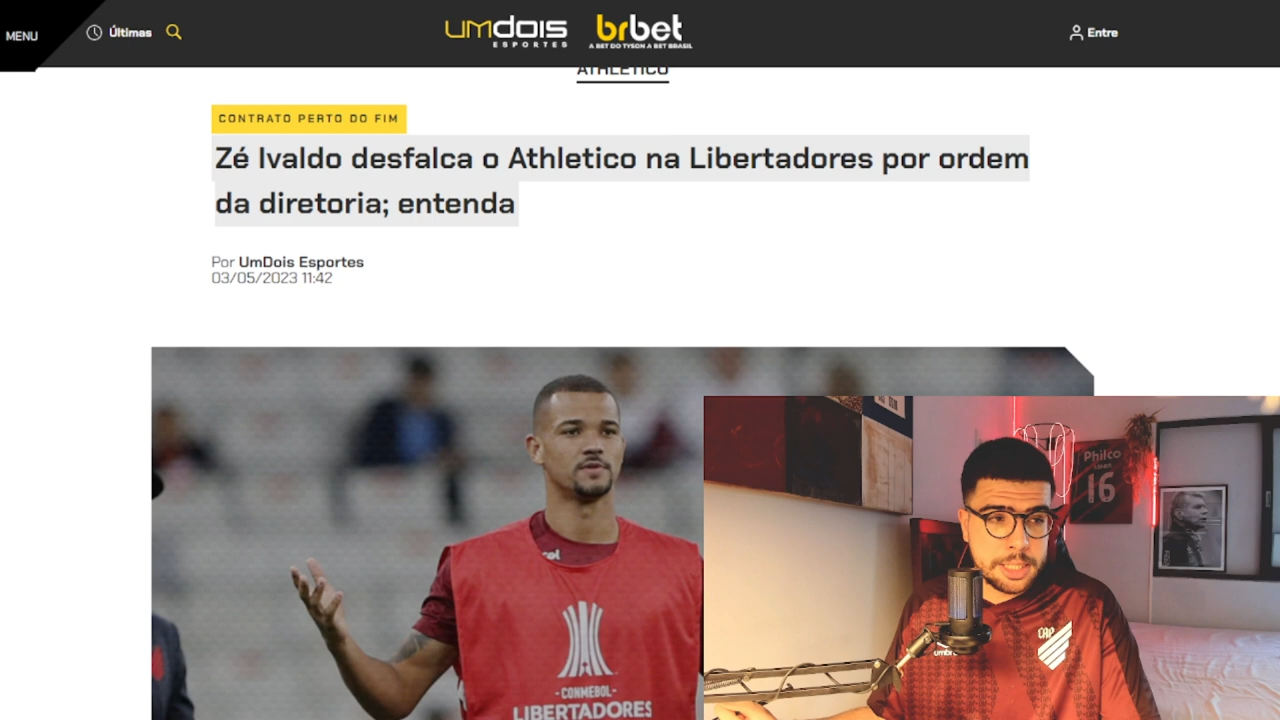 MENU
Últimas
umdois
ESPORTES
brbet
A BET DO TYSON A BET BRASIL
Entre
ATHLETICO
CONTRATO PERTO DO FIM
Zé Ivaldo desfalca o Athletico na Libertadores por ordem
da diretoria; entenda
Por UmDois Esportes
03/05/2023 11:42
- CONMEBOL -
LIBERTADORES
Philco
16
CAP
umbro